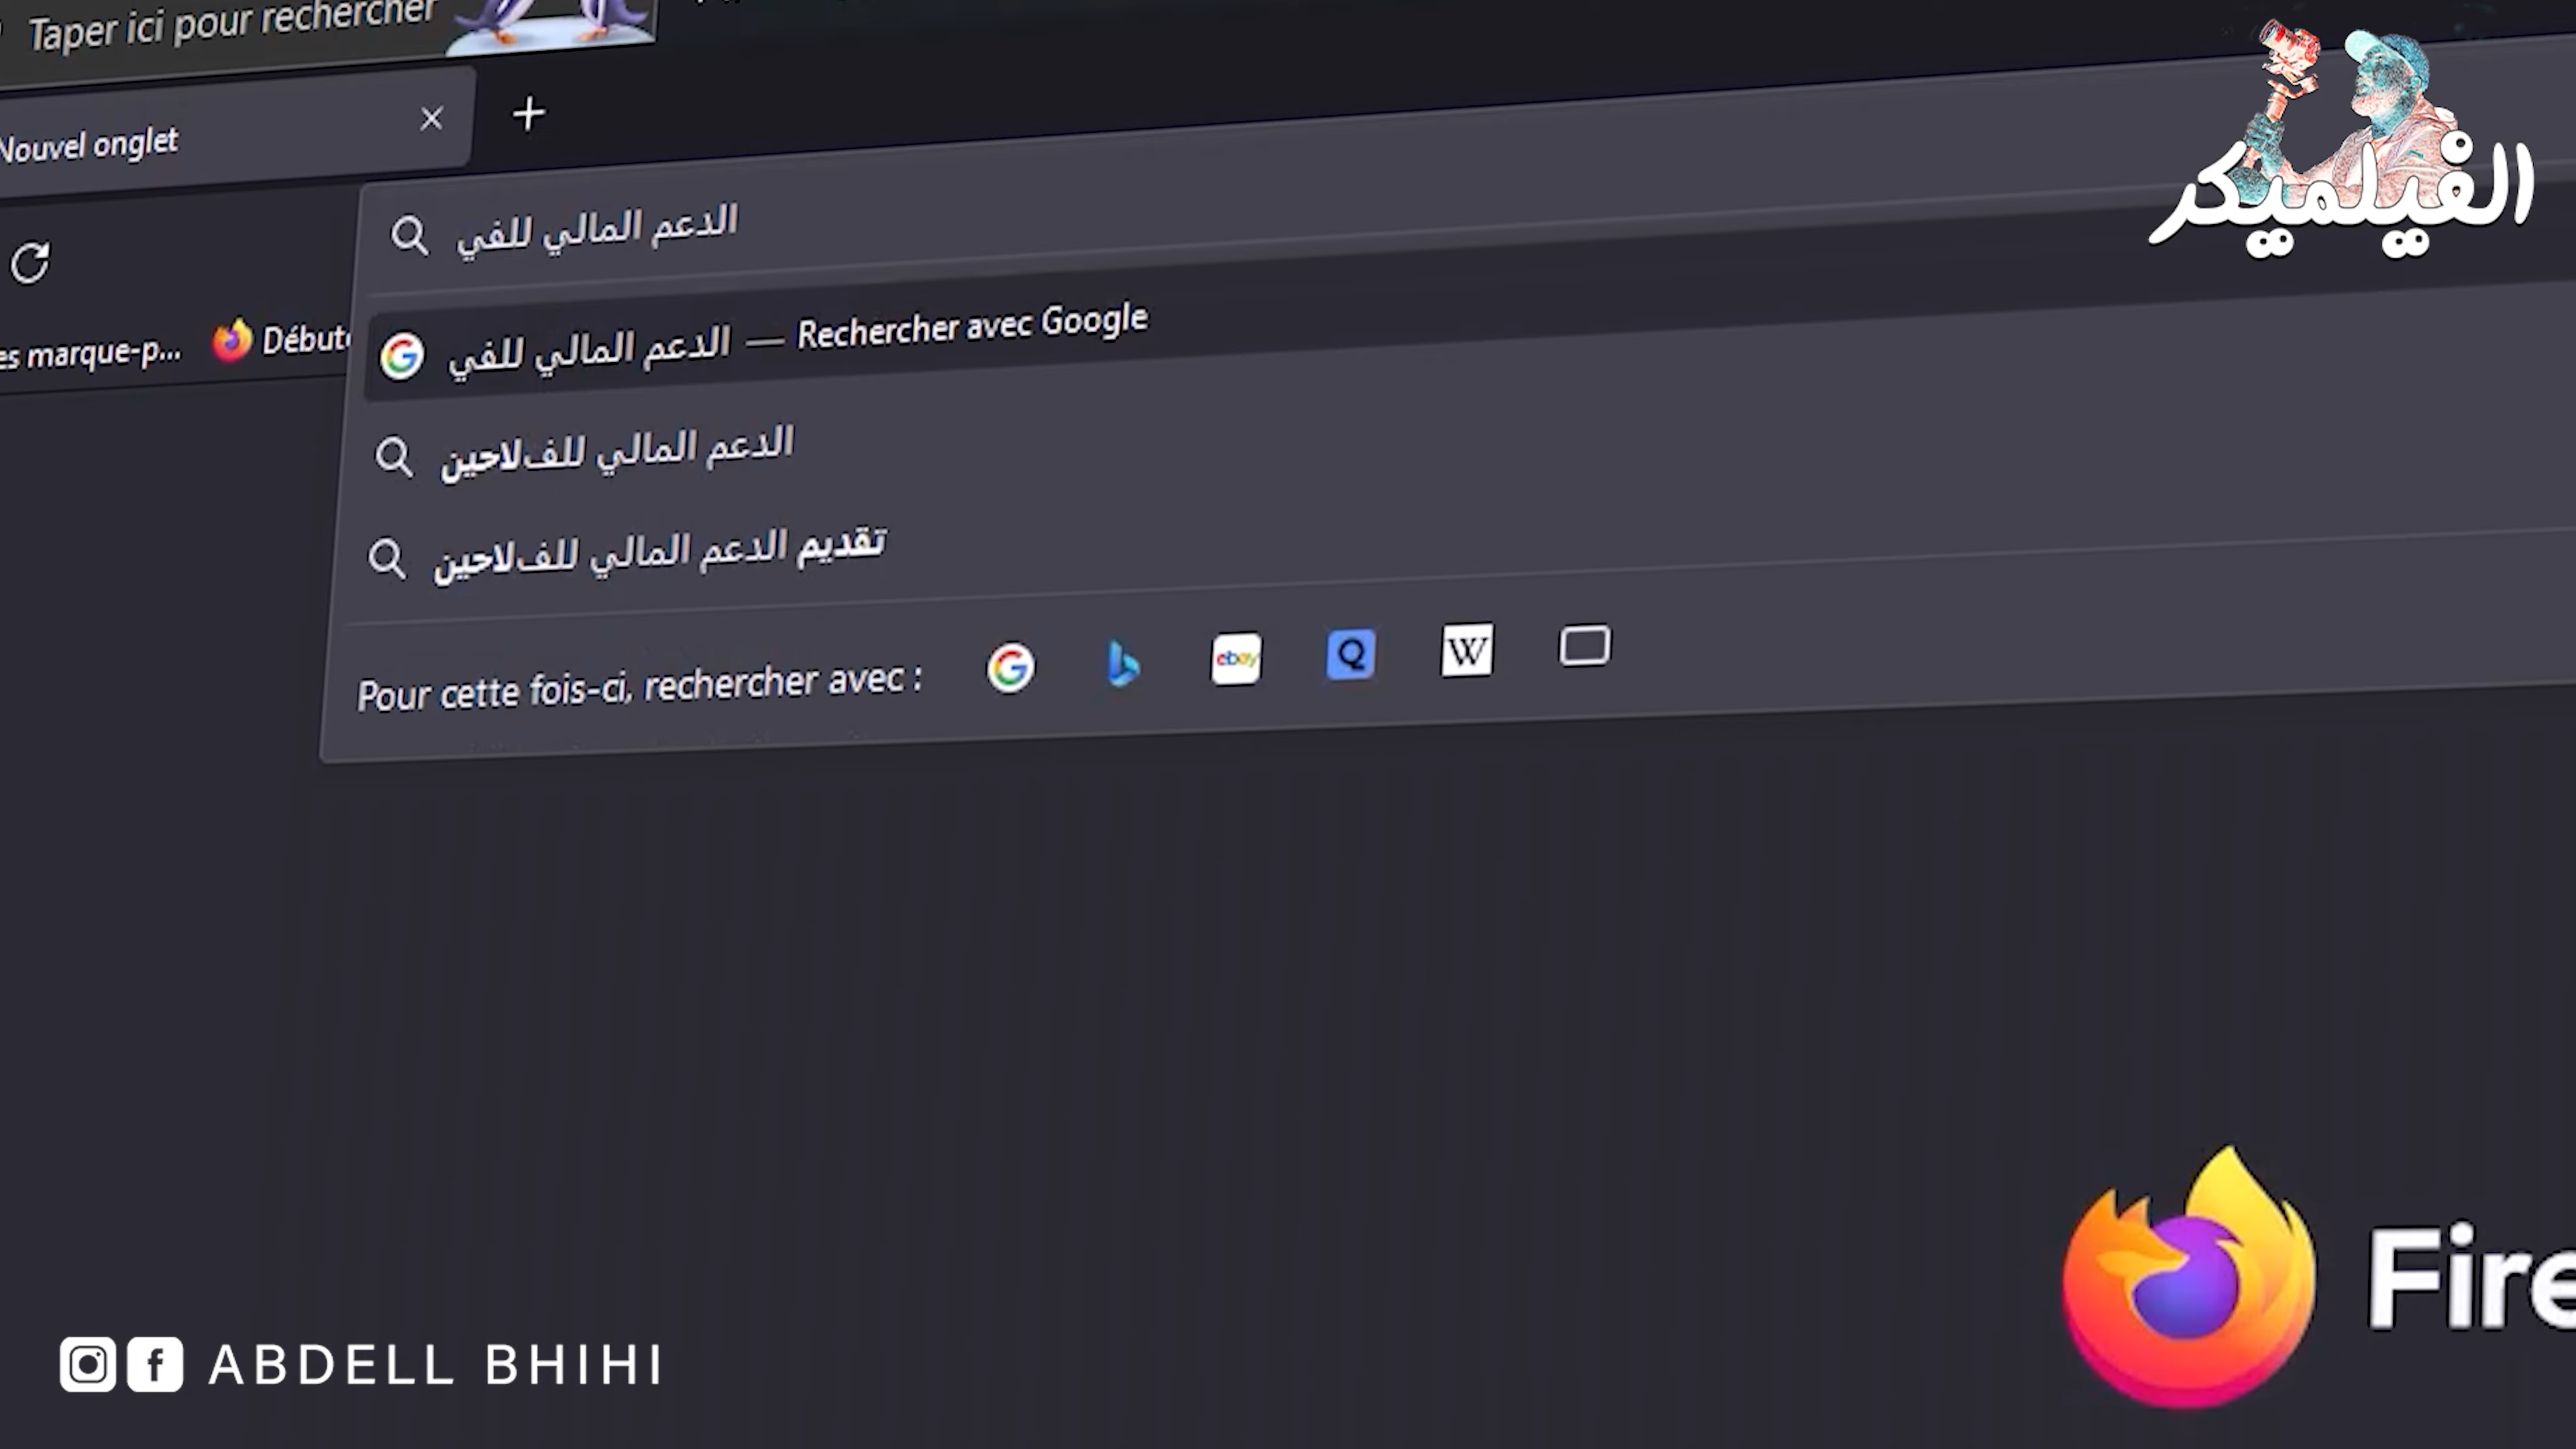 Taper ici pour rechercher
Nouvel onglet
الدعم المالي للفي
es marque-p...
الدعم المالي للفي — Rechercher avec Google
الدعم المالي للفلاحين
تقديم الدعم المالي للفلاحين
Pour cette fois-ci, rechercher avec :
ebay
Q
W
الفيلميكر
Fire
ABDELL BHIHI